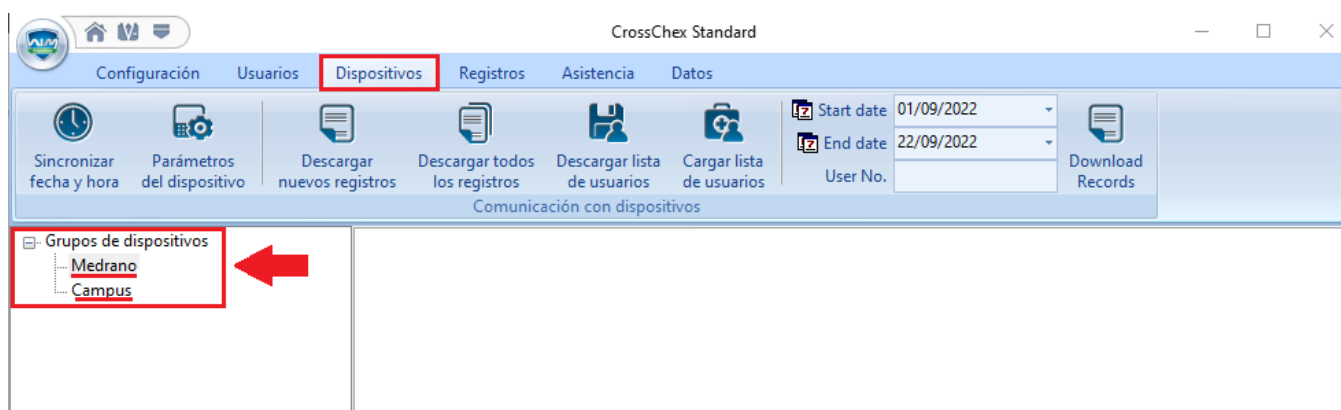 CrossChex Standard
Configuración Usuarios Dispositivos Registros Asistencia Datos
Sincronizar
fecha y hora
Parámetros
del dispositivo
Descargar
nuevos registros
Descargar todos
los registros
Descargar lista
de usuarios
Cargar lista
de usuarios
Start date 01/09/2022
End date 22/09/2022
User No.
Download
Records
Comunicación con dispositivos
Grupos de dispositivos
Medrano
Campus